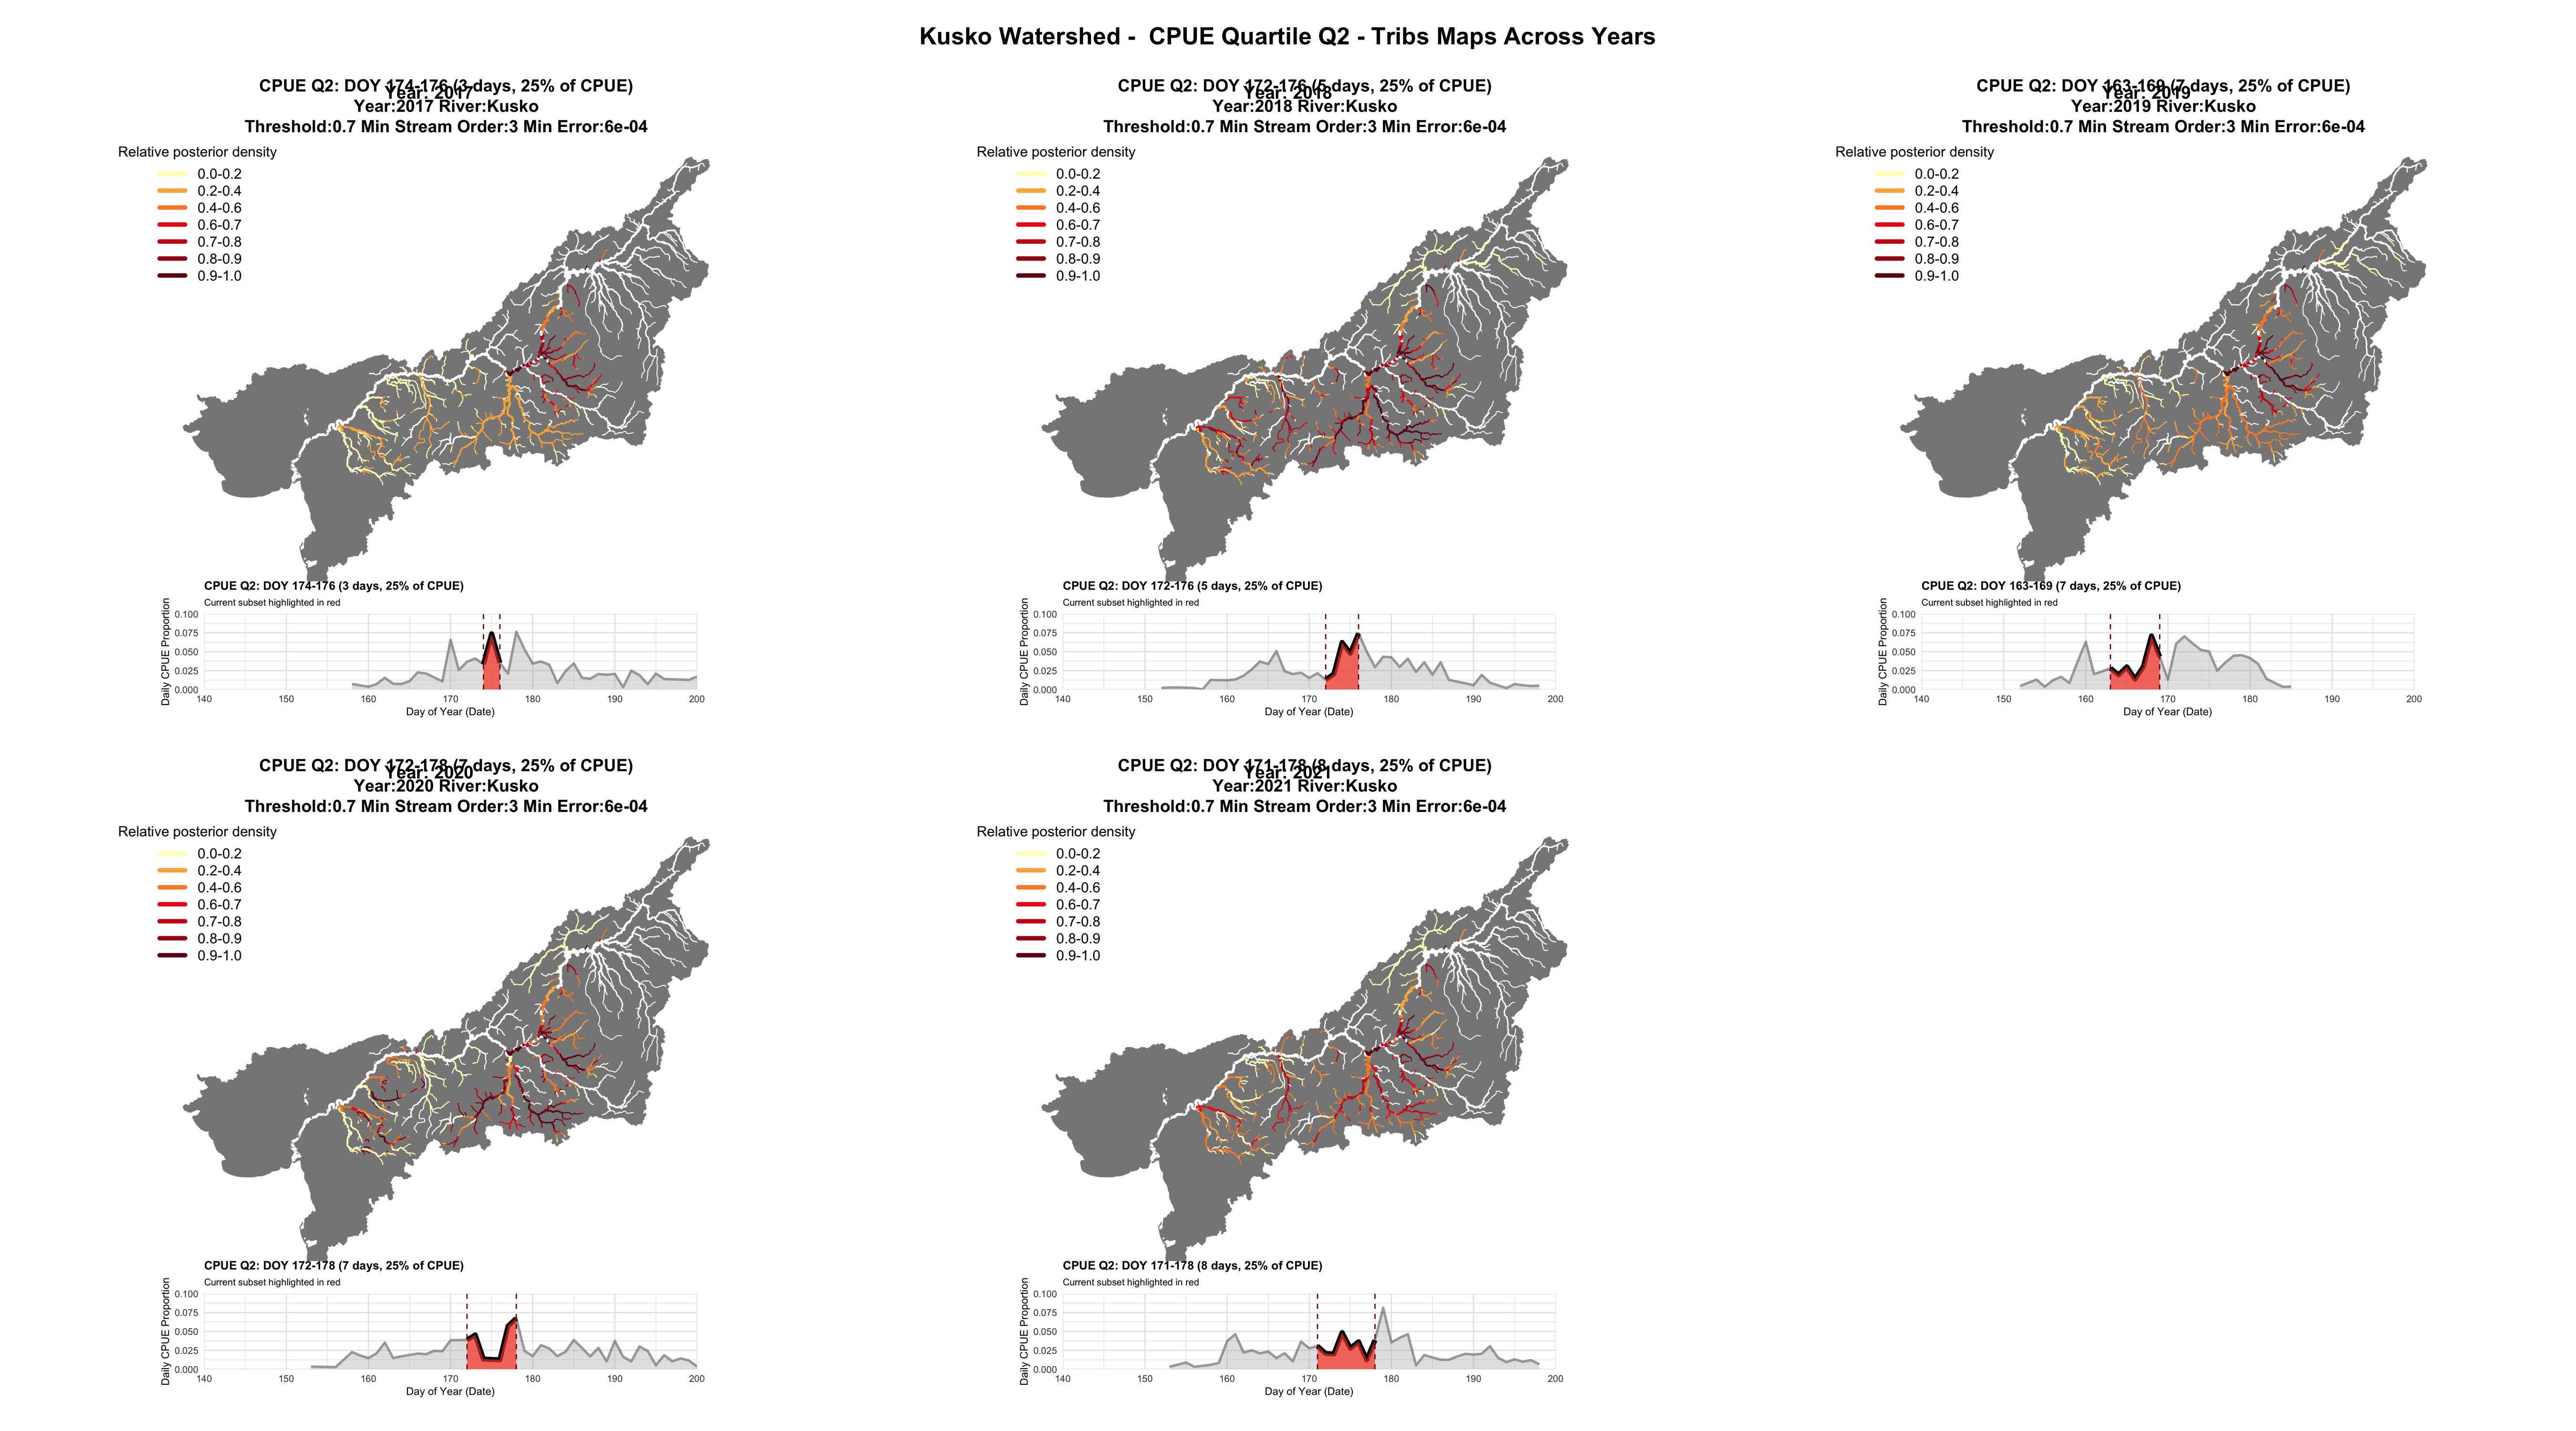 Kusko Watershed -  CPUE Quartile Q2 - Tribs Maps Across Years
CPUE Q2: DOY 174-176 (3 days, 25% of CPUE)
Year: 2017
Year:2017 River:Kusko
Threshold:0.7 Min Stream Order:3 Min Error:6e-04
Relative posterior density
0.0-0.2
0.2-0.4
0.4-0.6
0.6-0.7
0.7-0.8
0.8-0.9
0.9-1.0
CPUE Q2: DOY 174-176 (3 days, 25% of CPUE)
Current subset highlighted in red
Daily CPUE Proportion
0.100
0.075
0.050
0.025
0.000
140 150 160 170 180 190 200
Day of Year (Date)
CPUE Q2: DOY 172-176 (5 days, 25% of CPUE)
Year: 2018
Year:2018 River:Kusko
Threshold:0.7 Min Stream Order:3 Min Error:6e-04
Relative posterior density
0.0-0.2
0.2-0.4
0.4-0.6
0.6-0.7
0.7-0.8
0.8-0.9
0.9-1.0
CPUE Q2: DOY 172-176 (5 days, 25% of CPUE)
Current subset highlighted in red
Daily CPUE Proportion
0.100
0.075
0.050
0.025
0.000
140 150 160 170 180 190 200
Day of Year (Date)
CPUE Q2: DOY 163-169 (7 days, 25% of CPUE)
Year: 2019
Year:2019 River:Kusko
Threshold:0.7 Min Stream Order:3 Min Error:6e-04
Relative posterior density
0.0-0.2
0.2-0.4
0.4-0.6
0.6-0.7
0.7-0.8
0.8-0.9
0.9-1.0
CPUE Q2: DOY 163-169 (7 days, 25% of CPUE)
Current subset highlighted in red
Daily CPUE Proportion
0.100
0.075
0.050
0.025
0.000
140 150 160 170 180 190 200
Day of Year (Date)
CPUE Q2: DOY 172-178 (7 days, 25% of CPUE)
Year: 2020
Year:2020 River:Kusko
Threshold:0.7 Min Stream Order:3 Min Error:6e-04
Relative posterior density
0.0-0.2
0.2-0.4
0.4-0.6
0.6-0.7
0.7-0.8
0.8-0.9
0.9-1.0
CPUE Q2: DOY 172-178 (7 days, 25% of CPUE)
Current subset highlighted in red
Daily CPUE Proportion
0.100
0.075
0.050
0.025
0.000
140 150 160 170 180 190 200
Day of Year (Date)
CPUE Q2: DOY 171-178 (8 days, 25% of CPUE)
Year: 2021
Year:2021 River:Kusko
Threshold:0.7 Min Stream Order:3 Min Error:6e-04
Relative posterior density
0.0-0.2
0.2-0.4
0.4-0.6
0.6-0.7
0.7-0.8
0.8-0.9
0.9-1.0
CPUE Q2: DOY 171-178 (8 days, 25% of CPUE)
Current subset highlighted in red
Daily CPUE Proportion
0.100
0.075
0.050
0.025
0.000
140 150 160 170 180 190 200
Day of Year (Date)